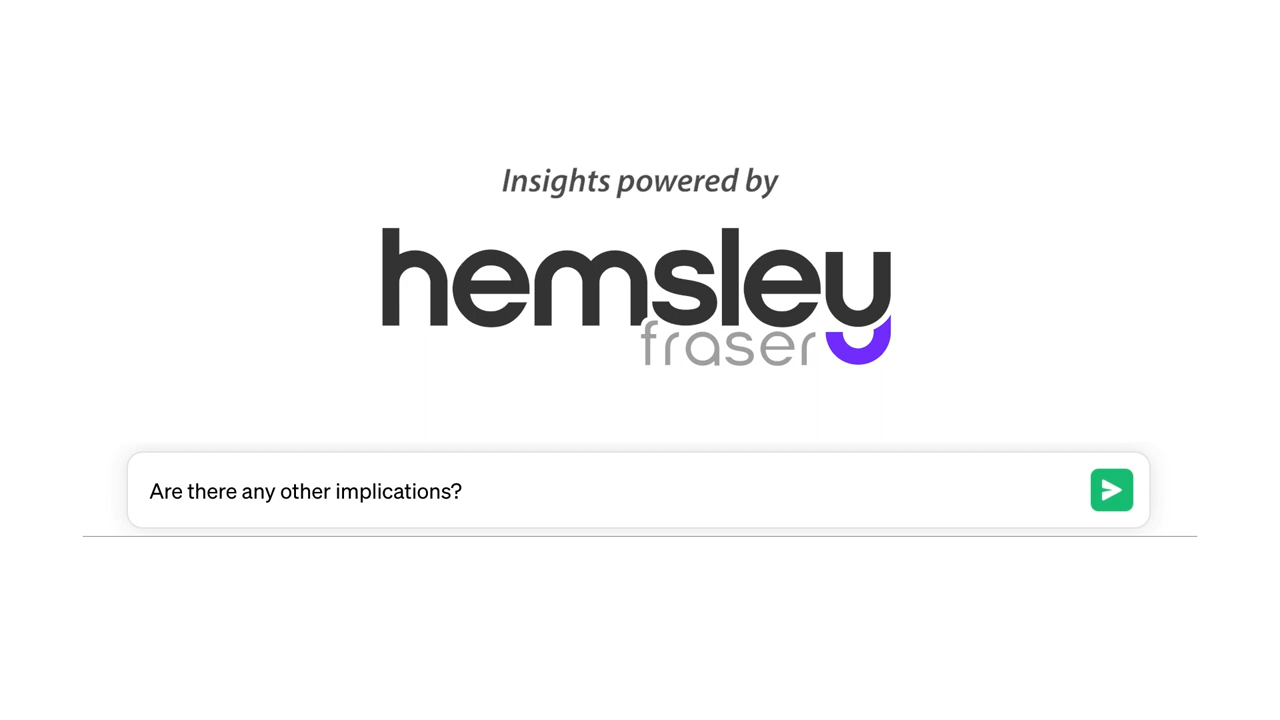 Insights powered by
hemsley
fraser
Are there any other implications?